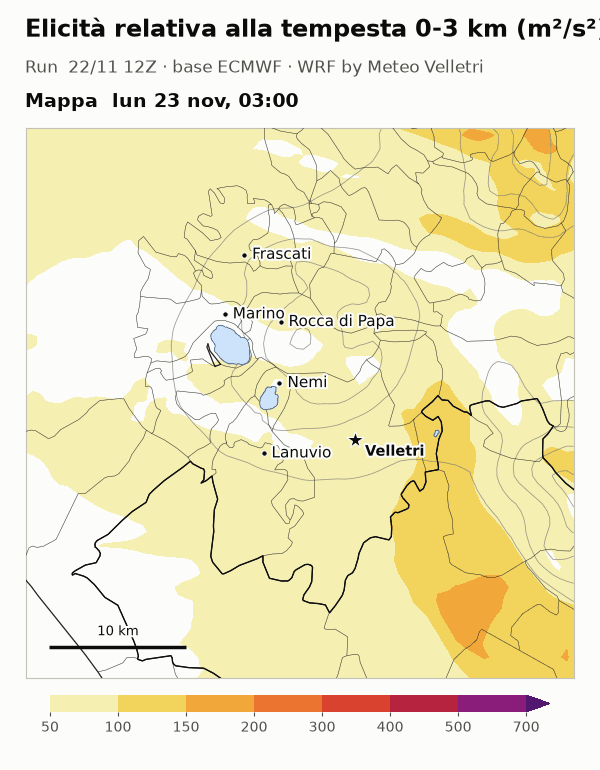 Elicità relativa alla tempesta 0-3 km (m²/s²)
Run  22/11 12Z · base ECMWF · WRF by Meteo Velletri
Mappa  lun 23 nov, 03:00
Frascati
Marino
Rocca di Papa
Nemi
Velletri
Lanuvio
10 km
50 100 150 200 300 400 500 700